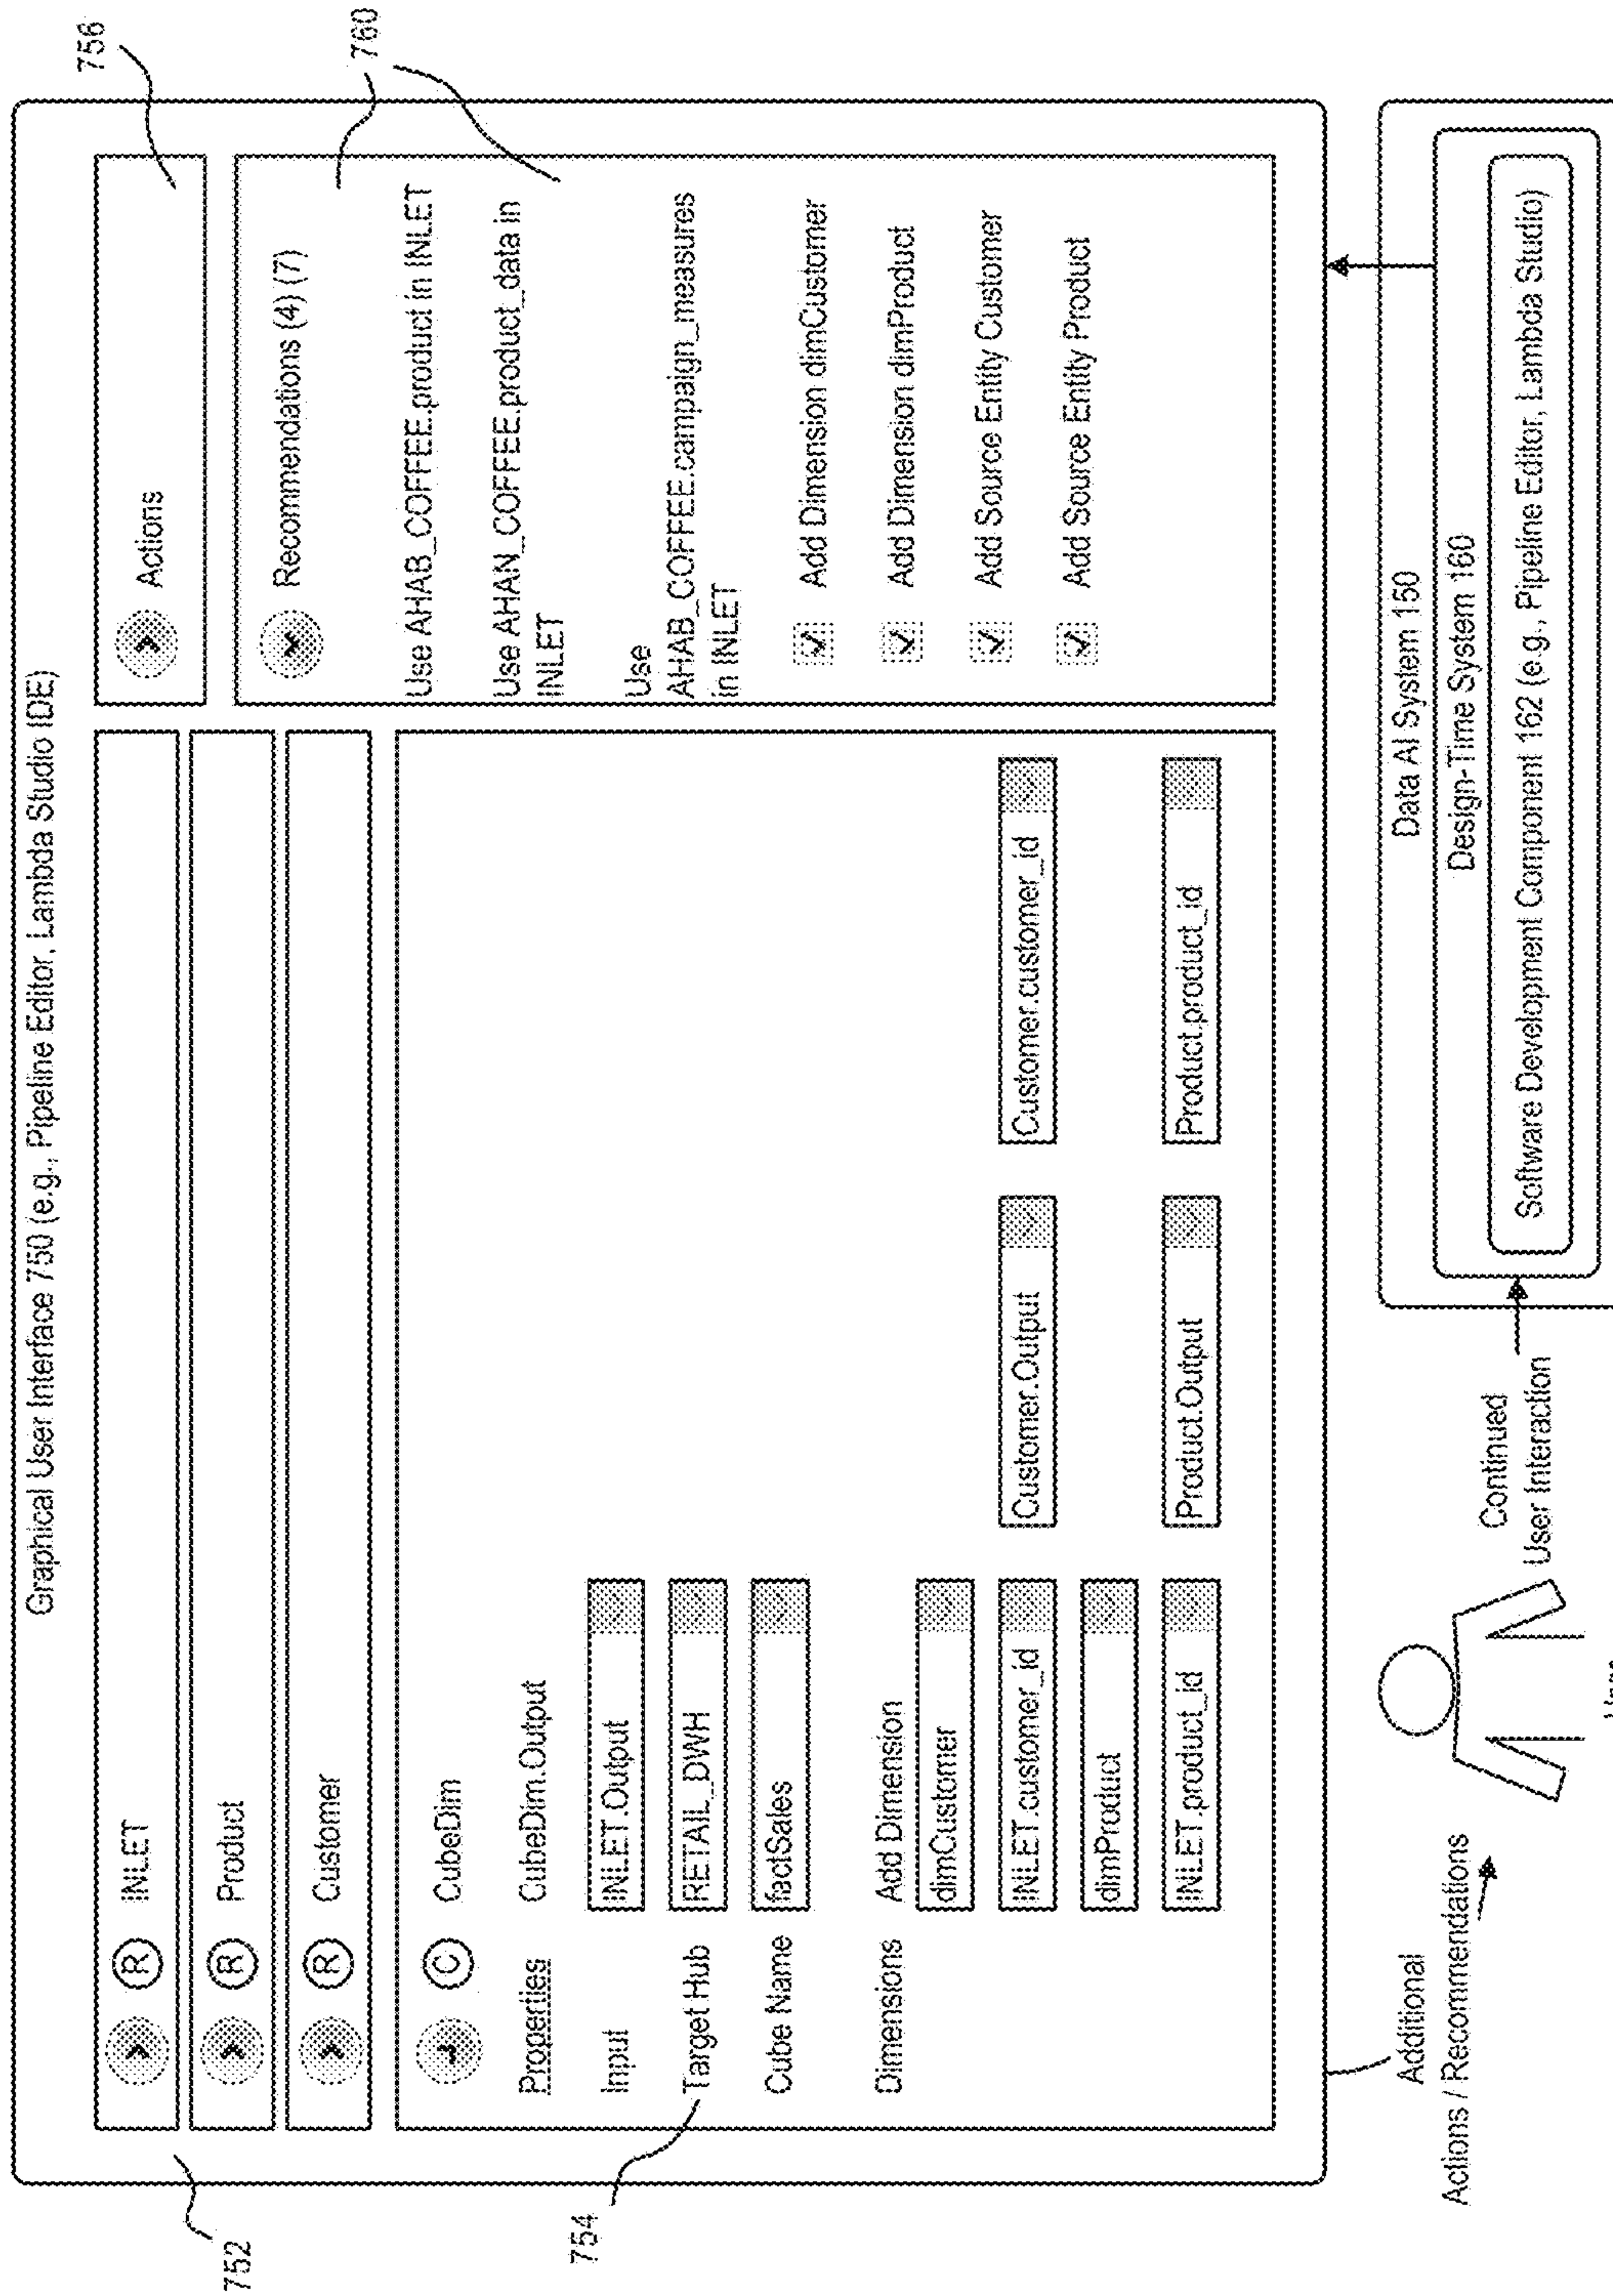 Graphical User Interface 750 (e.g., Pipeline Editor, Lambda Studio IDE)
752
R INLET
R Product
R Customer
C CubeDim
Properties CubeDim.Output
Input INLET.Output
754
Target Hub RETAIL_DWH
Cube Name factSales
Dimensions Add Dimension
dimCustomer
INLET.customer_id Customer.Output Customer.customer_id
dimProduct
INLET.product_id Product.Output Product.product_id
756
Actions
760
Recommendations (4) (7)
Use AHAB_COFFEE.product in INLET
Use AHAN_COFFEE.product_data in
INLET
Use
AHAB_COFFEE.campaign_measures
in INLET
Add Dimension dimCustomer
Add Dimension dimProduct
Add Source Entity Customer
Add Source Entity Product
Additional
Actions / Recommendations
Continued
User Interaction
Data AI System 150
Design-Time System 160
Software Development Component 162 (e.g., Pipeline Editor, Lambda Studio)